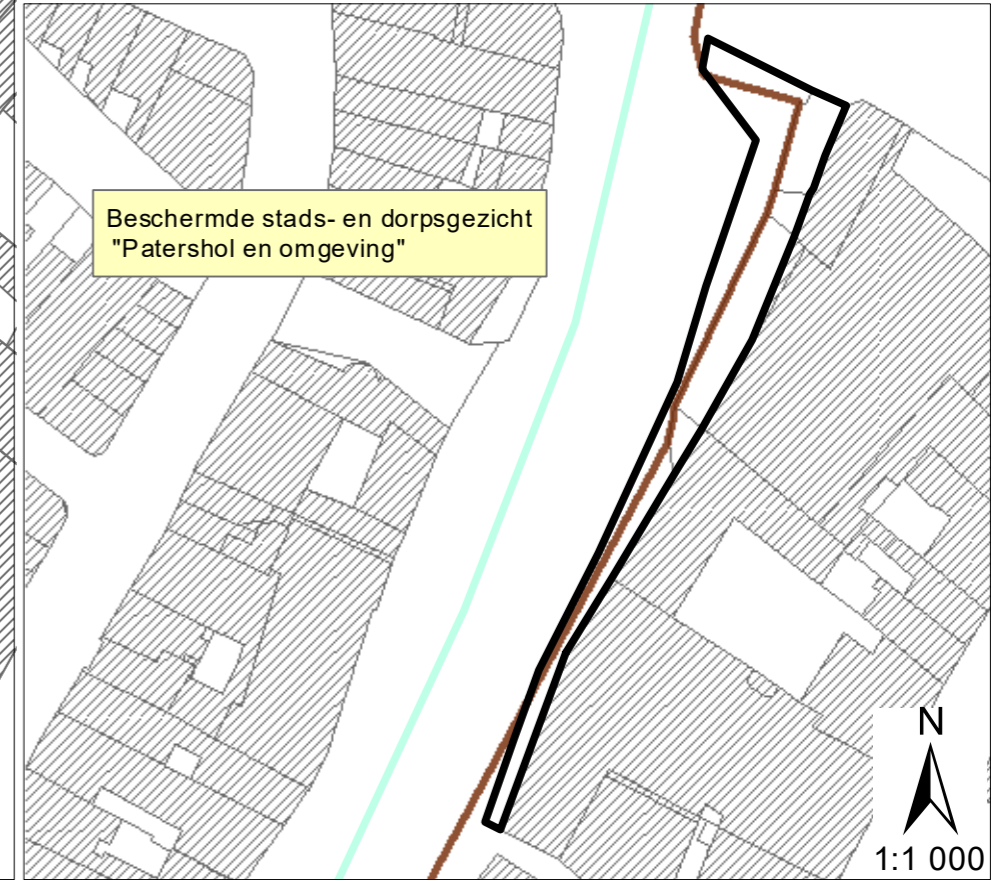 Beschermde stads- en dorpsgezicht
"Patershol en omgeving"
N
1:1 000